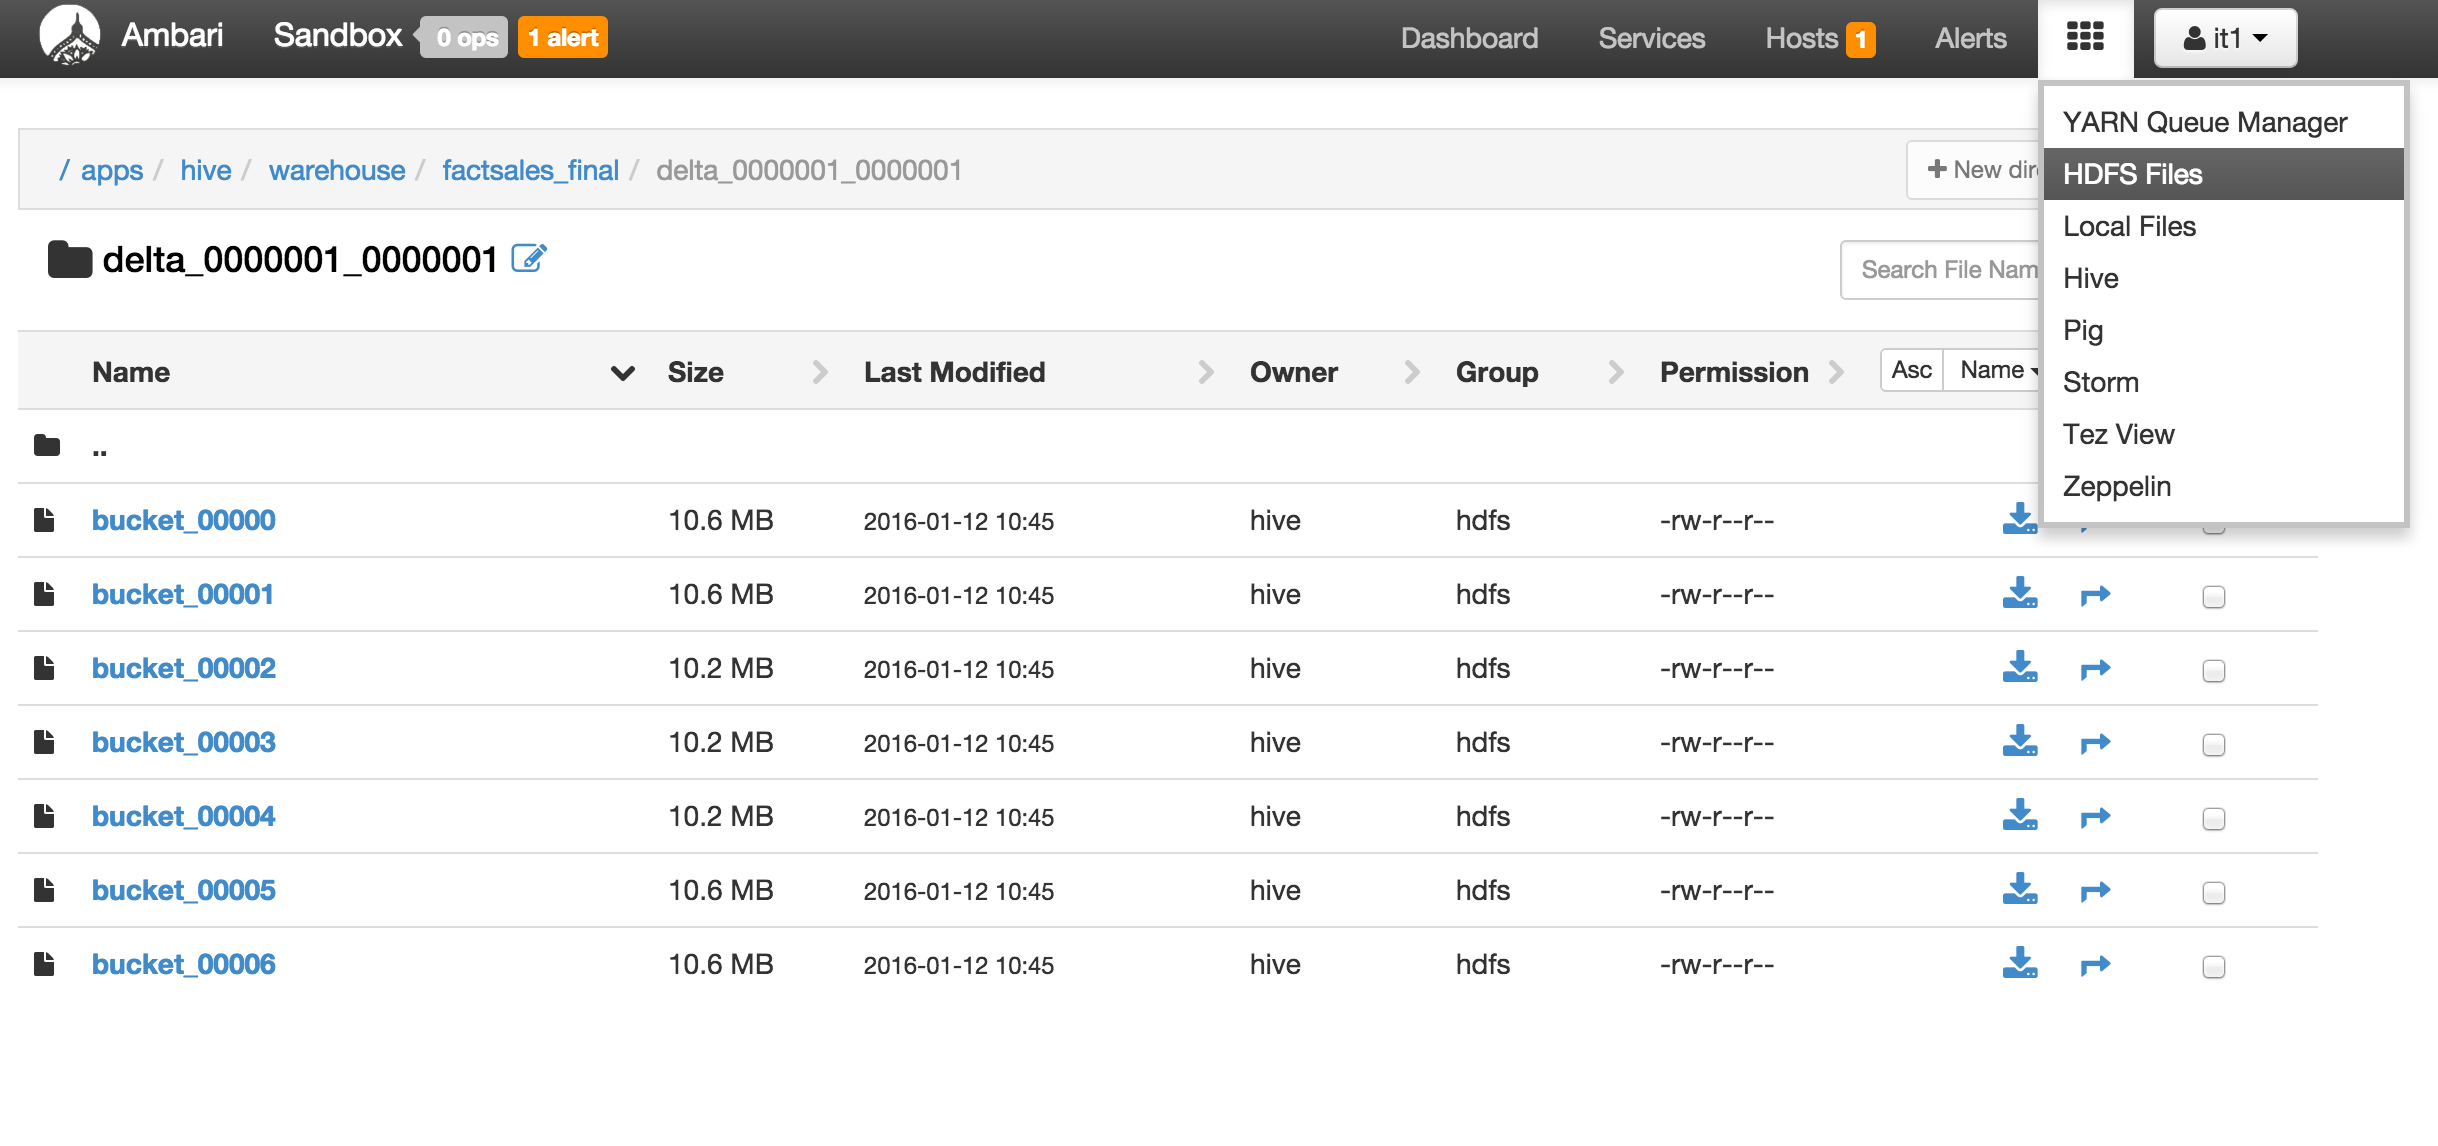 Ambari Sandbox 0 ops 1 alert Dashboard Services Hosts 1 Alerts it1
/ apps / hive / warehouse / factsales_final / delta_0000001_0000001 + New
delta_0000001_0000001 Search File
YARN Queue Manager
HDFS Files
Local Files
Hive
Pig
Storm
Tez View
Zeppelin
Name Size Last Modified Owner Group Permission Asc Name
..
bucket_00000 10.6 MB 2016-01-12 10:45 hive hdfs -rw-r--r--
bucket_00001 10.6 MB 2016-01-12 10:45 hive hdfs -rw-r--r--
bucket_00002 10.2 MB 2016-01-12 10:45 hive hdfs -rw-r--r--
bucket_00003 10.2 MB 2016-01-12 10:45 hive hdfs -rw-r--r--
bucket_00004 10.2 MB 2016-01-12 10:45 hive hdfs -rw-r--r--
bucket_00005 10.6 MB 2016-01-12 10:45 hive hdfs -rw-r--r--
bucket_00006 10.6 MB 2016-01-12 10:45 hive hdfs -rw-r--r--